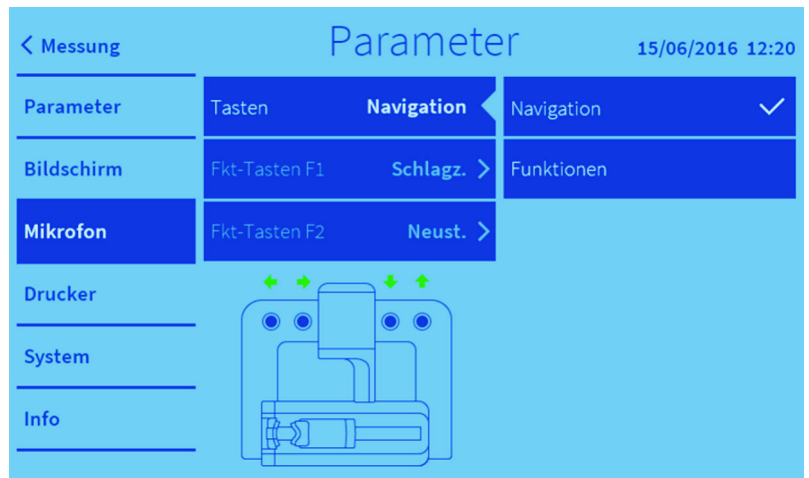 Messung
Parameter
15/06/2016 12:20
Parameter
Tasten Navigation
Navigation
Bildschirm
Fkt-Tasten F1 Schlagz.
Funktionen
Mikrofon
Fkt-Tasten F2 Neust.
Drucker
System
Info